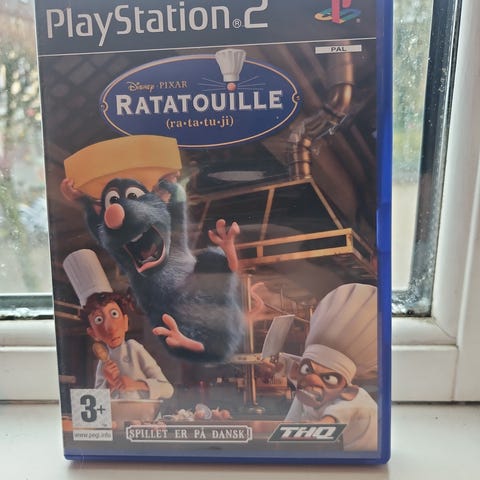 PlayStation®2
PAL
Disney · PIXAR
RATATOUILLE
(ra•ta•tu•ji)
3+
www.pegi.info
SPILLET ER PÅ DANSK!
THQ